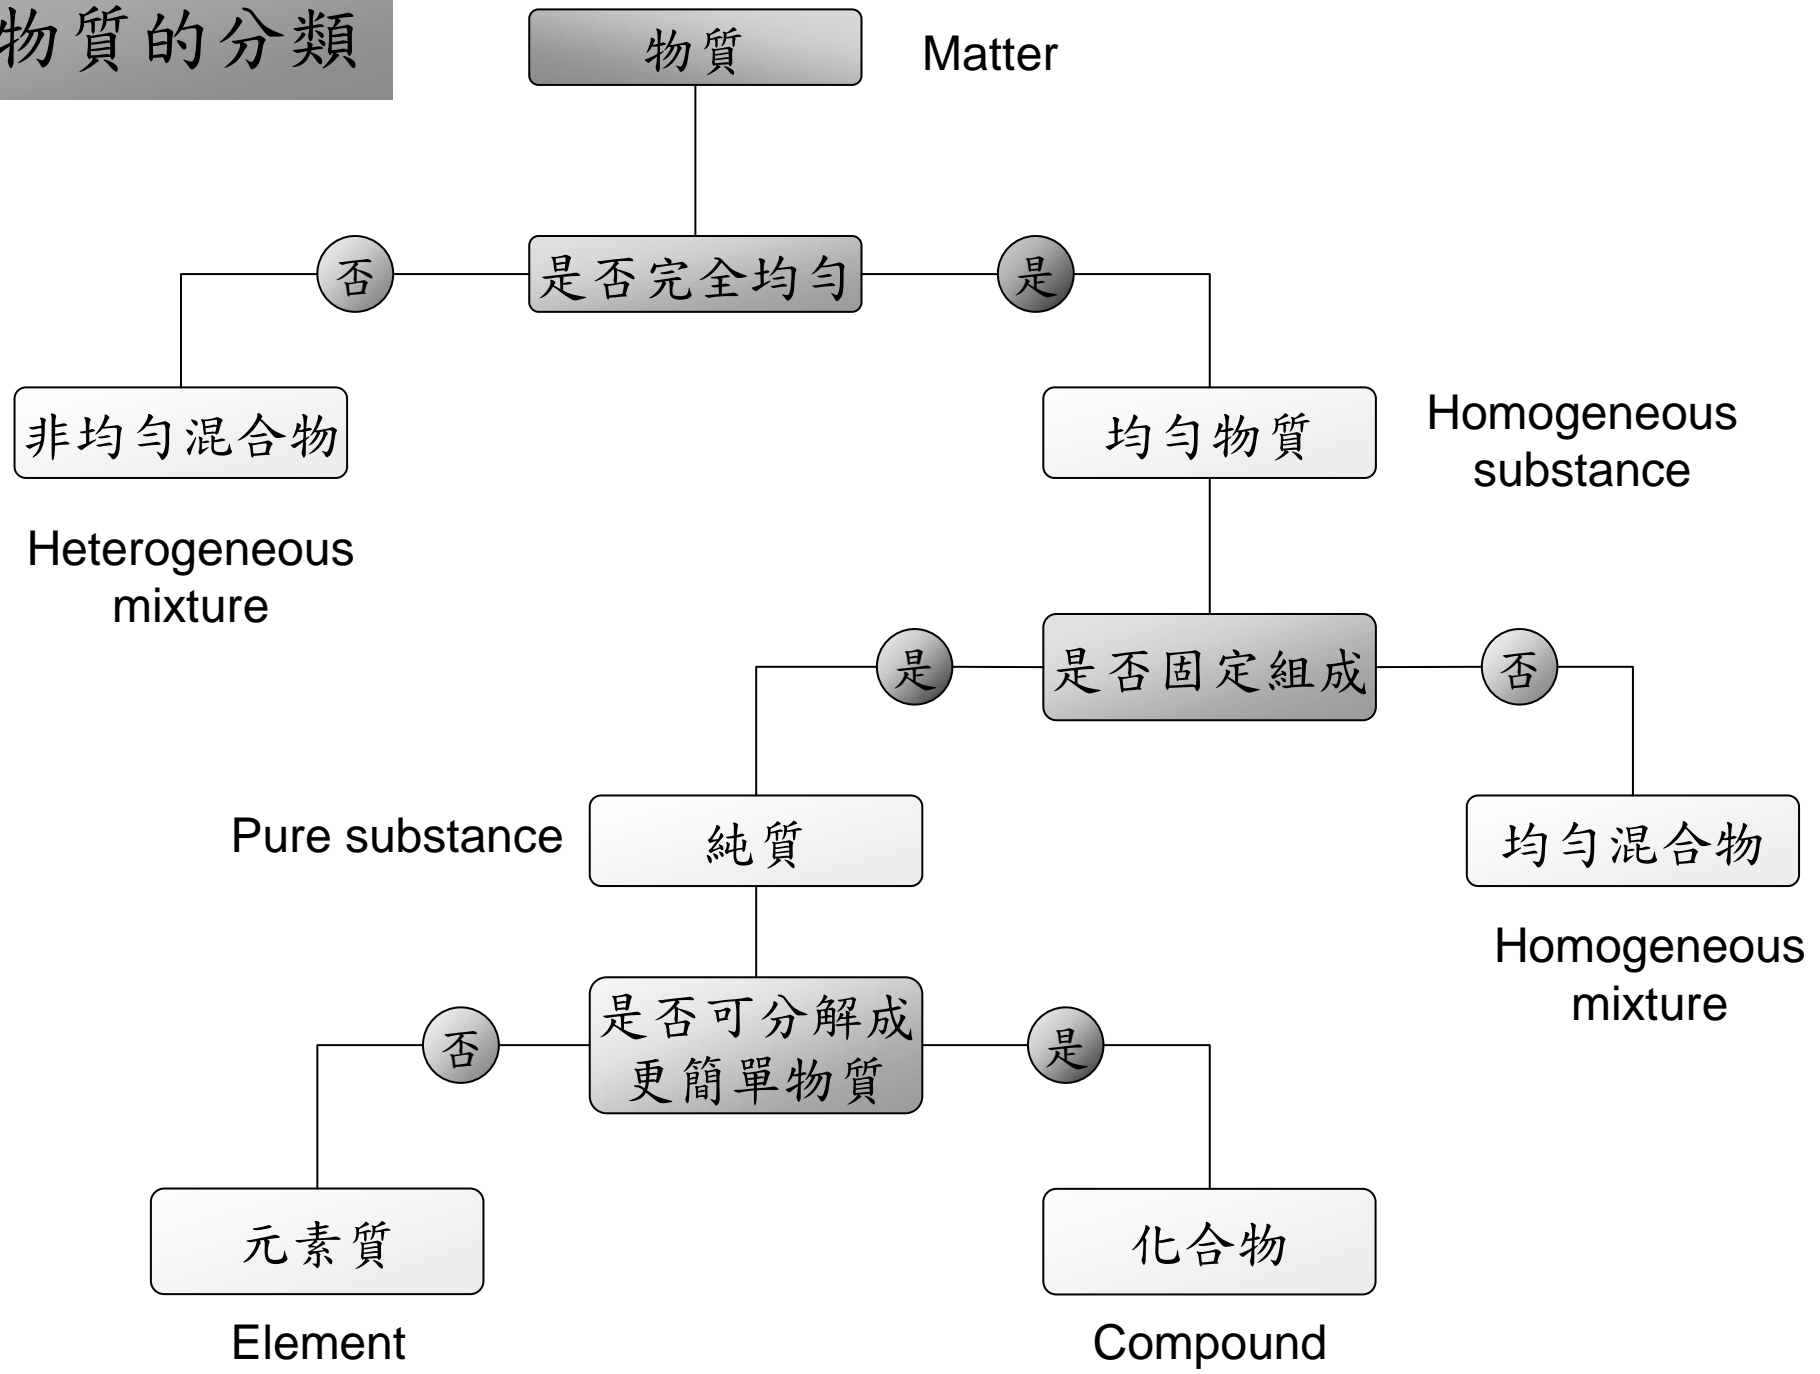 物質的分類
物質
Matter
否
是否完全均勻
是
非均勻混合物
均勻物質
Homogeneous
substance
Heterogeneous
mixture
是
是否固定組成
否
Pure substance
純質
均勻混合物
Homogeneous
mixture
否
是否可分解成
更簡單物質
是
元素質
化合物
Element
Compound